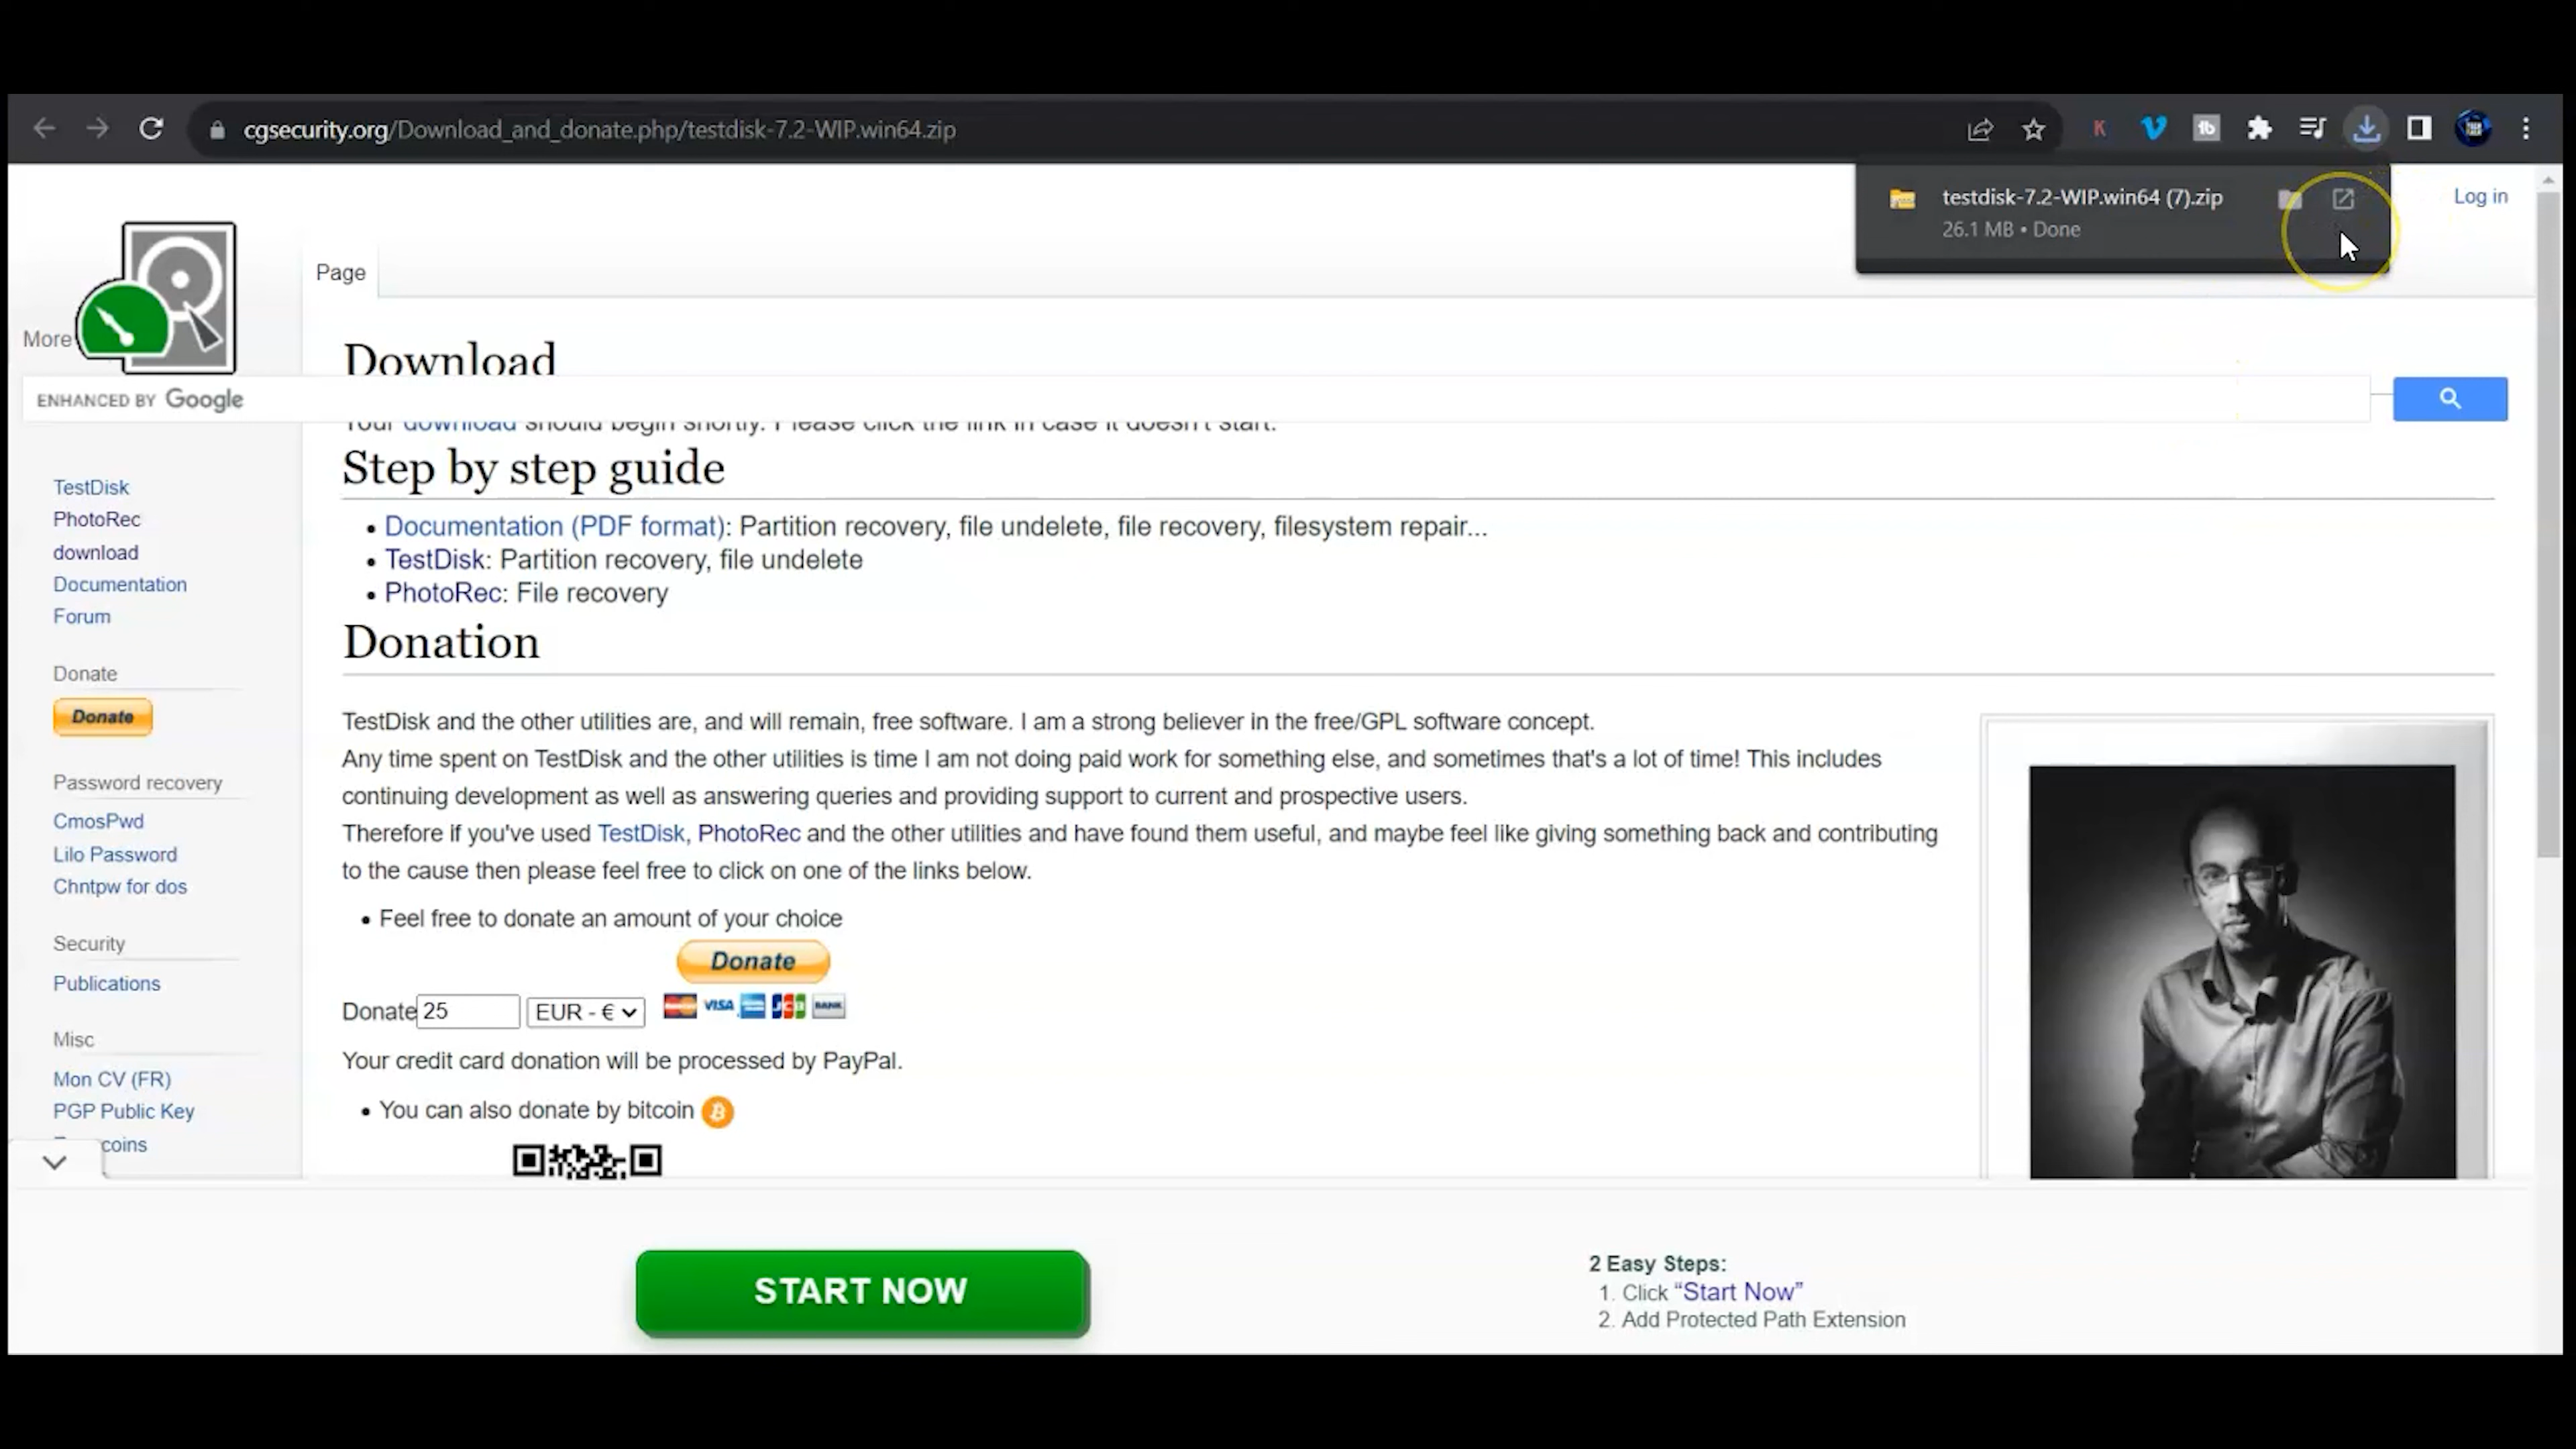 cgsecurity.org/Download_and_donate.php/testdisk-7.2-WIP.win64.zip
testdisk-7.2-WIP.win64 (7).zip
26.1 MB • Done
Log in
Page
More
Download
ENHANCED BY Google
Your download should begin shortly. Please click the link in case it doesn't start.
Step by step guide
• Documentation (PDF format): Partition recovery, file undelete, file recovery, filesystem repair...
• TestDisk: Partition recovery, file undelete
• PhotoRec: File recovery
TestDisk
PhotoRec
download
Documentation
Forum
Donate
Donate
Password recovery
CmosPwd
Lilo Password
Chntpw for dos
Security
Publications
Misc
Mon CV (FR)
PGP Public Key
coins
Donation
TestDisk and the other utilities are, and will remain, free software. I am a strong believer in the free/GPL software concept.
Any time spent on TestDisk and the other utilities is time I am not doing paid work for something else, and sometimes that's a lot of time! This includes
continuing development as well as answering queries and providing support to current and prospective users.
Therefore if you've used TestDisk, PhotoRec and the other utilities and have found them useful, and maybe feel like giving something back and contributing
to the cause then please feel free to click on one of the links below.
• Feel free to donate an amount of your choice
Donate
Donate 25 EUR - € VISA JCB BANK
Your credit card donation will be processed by PayPal.
• You can also donate by bitcoin
START NOW
2 Easy Steps:
1. Click “Start Now”
2. Add Protected Path Extension